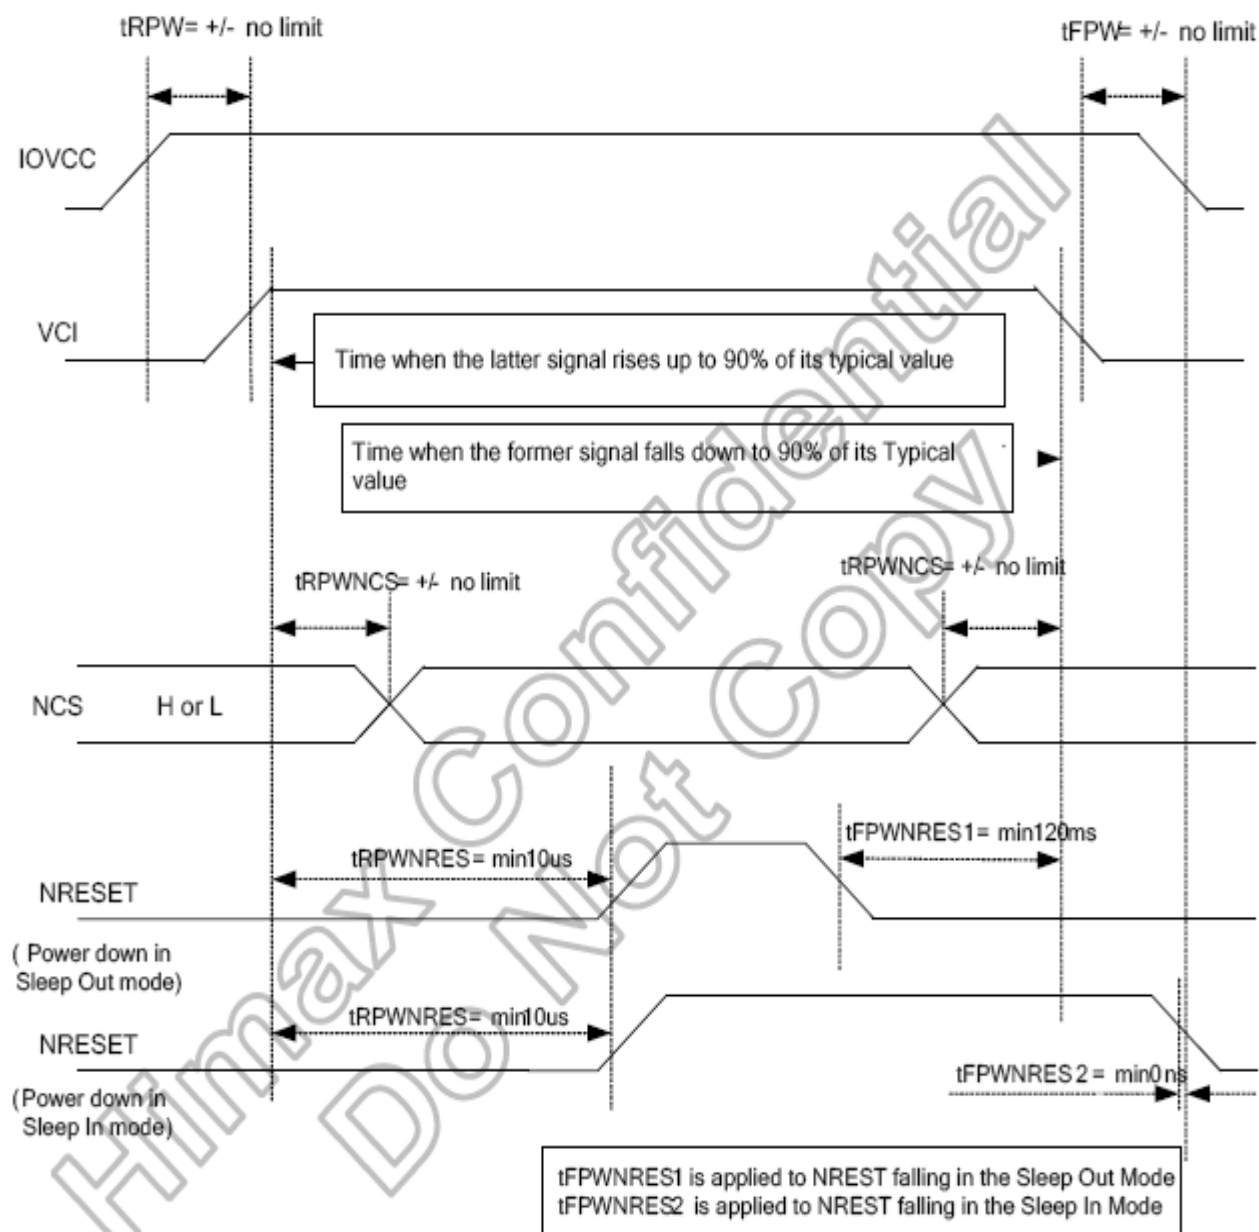 tRPW= +/- no limit
tFPW= +/- no limit
IOVCC
VCI
Time when the latter signal rises up to 90% of its typical value
Time when the former signal falls down to 90% of its Typical
value
tRPWNCS= +/- no limit
tRPWNCS= +/- no limit
NCS H or L
tFPWNRES1= min120ms
tRPWNRES= min10us
NRESET
( Power down in
Sleep Out mode)
tRPWNRES= min10us
NRESET
tFPWNRES2 = min0ns
(Power down in
Sleep In mode)
tFPWNRES1 is applied to NREST falling in the Sleep Out Mode
tFPWNRES2 is applied to NREST falling in the Sleep In Mode
Himax Confidential
Do Not Copy